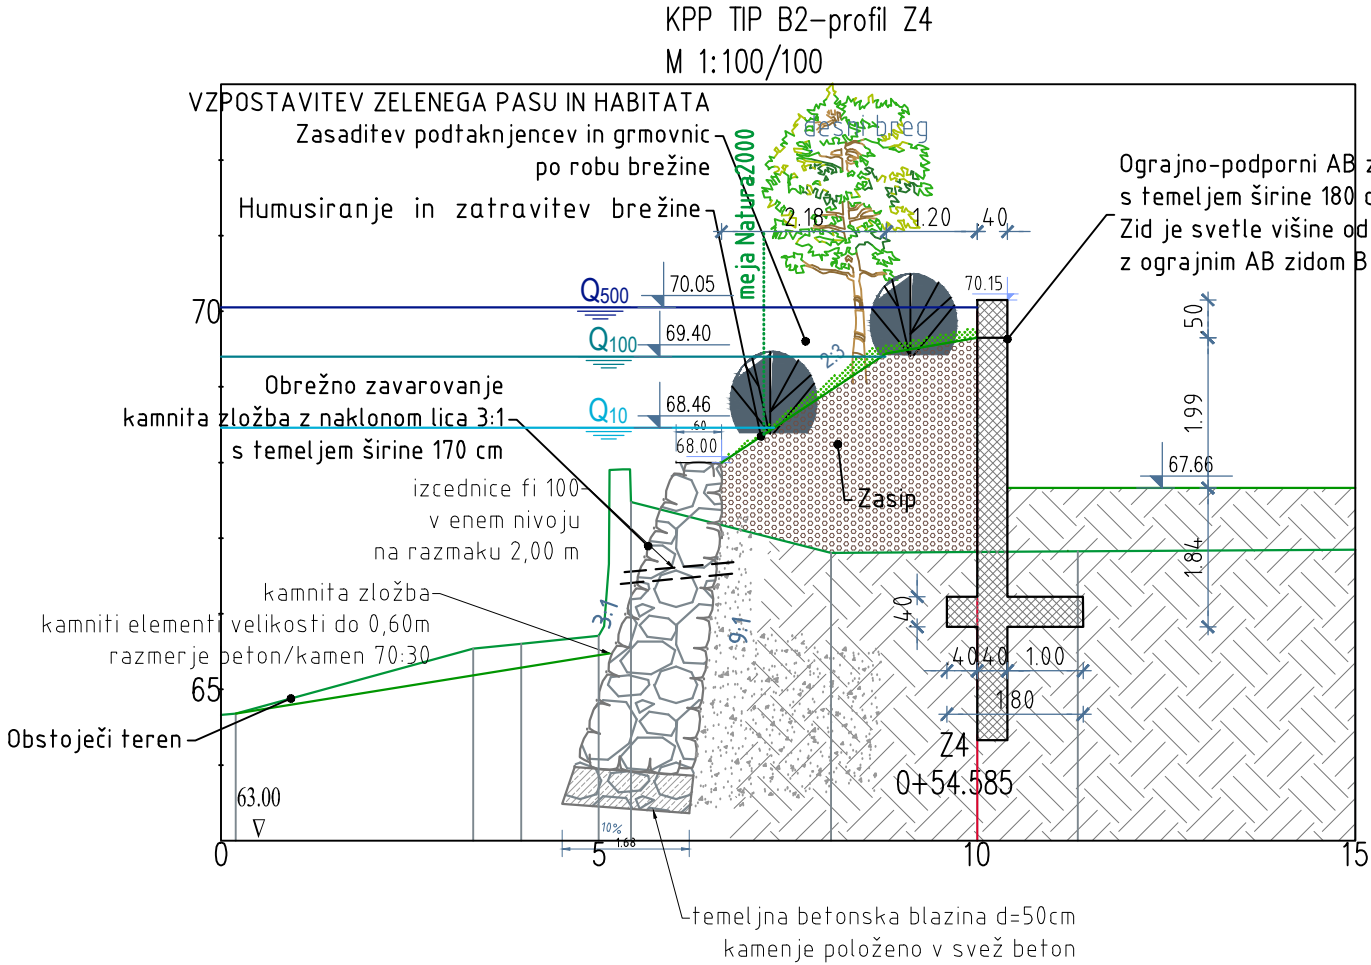 KPP TIP B2-profil Z4
M 1:100/100
VZPOSTAVITEV ZELENEGA PASU IN HABITATA
Zasaditev podtaknjencev in grmovnic
po robu brežine
Humusiranje in zatravitev brežine
meja Natura2000
desni breg
Ograjno-podporni AB z
s temeljem širine 180 c
Zid je svetle višine od
z ograjnim AB zidom B
2.18
1.20
40
70.15
Q500
70.05
70
Q100
69.40
2:3
50
Obrežno zavarovanje
kamnita zložba z naklonom lica 3:1
s temeljem širine 170 cm
Q10
68.46
60
68.00
1.99
67.66
izcednice fi 100
v enem nivoju
na razmaku 2,00 m
Zasip
1.84
kamnita zložba
kamniti elementi velikosti do 0,60m
razmerje beton/kamen 70:30
3:1
9:1
40
40
40
1.00
1.80
65
Obstoječi teren
Z4
0+54.585
63.00
10%
1.68
0
5
10
15
temeljna betonska blazina d=50cm
kamenje položeno v svež beton